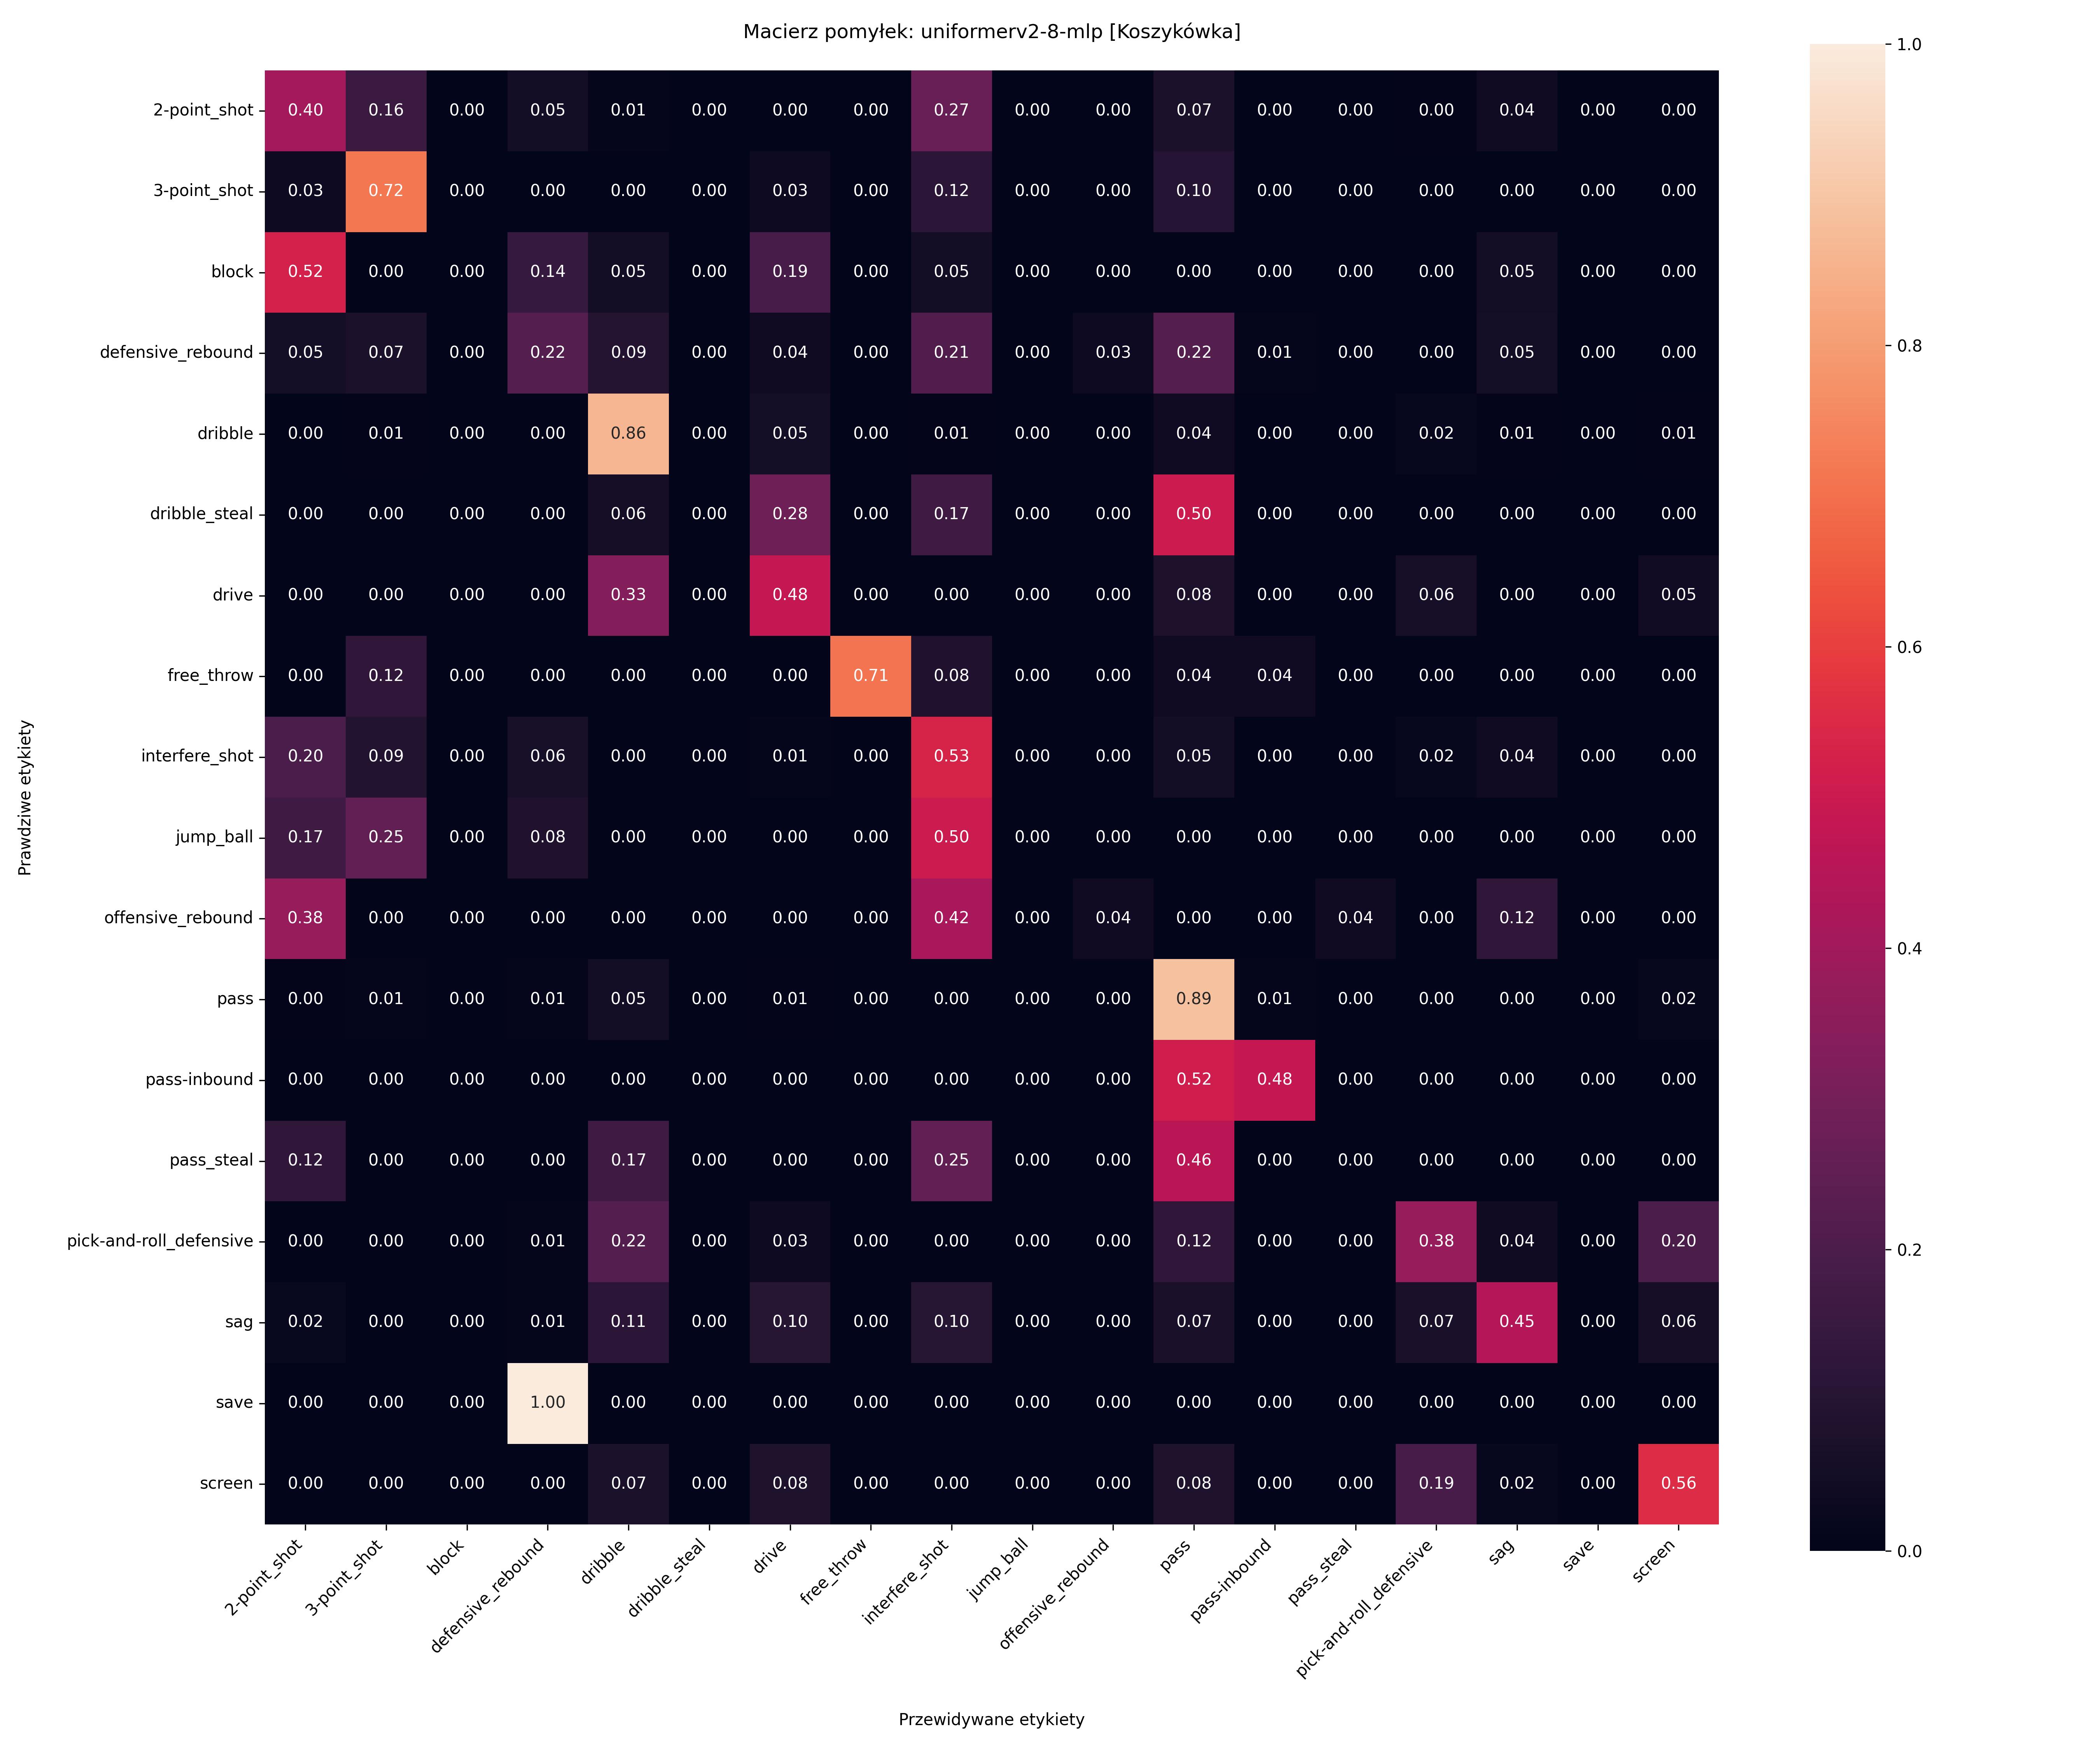 Macierz pomyłek: uniformerv2-8-mlp [Koszykówka]
2-point_shot 0.40 0.16 0.00 0.05 0.01 0.00 0.00 0.00 0.27 0.00 0.00 0.07 0.00 0.00 0.00 0.04 0.00 0.00
3-point_shot 0.03 0.72 0.00 0.00 0.00 0.00 0.03 0.00 0.12 0.00 0.00 0.10 0.00 0.00 0.00 0.00 0.00 0.00
block 0.52 0.00 0.00 0.14 0.05 0.00 0.19 0.00 0.05 0.00 0.00 0.00 0.00 0.00 0.00 0.05 0.00 0.00
defensive_rebound 0.05 0.07 0.00 0.22 0.09 0.00 0.04 0.00 0.21 0.00 0.03 0.22 0.01 0.00 0.00 0.05 0.00 0.00
dribble 0.00 0.01 0.00 0.00 0.86 0.00 0.05 0.00 0.01 0.00 0.00 0.04 0.00 0.00 0.02 0.01 0.00 0.01
dribble_steal 0.00 0.00 0.00 0.00 0.06 0.00 0.28 0.00 0.17 0.00 0.00 0.50 0.00 0.00 0.00 0.00 0.00 0.00
drive 0.00 0.00 0.00 0.00 0.33 0.00 0.48 0.00 0.00 0.00 0.00 0.08 0.00 0.00 0.06 0.00 0.00 0.05
free_throw 0.00 0.12 0.00 0.00 0.00 0.00 0.00 0.71 0.08 0.00 0.00 0.04 0.04 0.00 0.00 0.00 0.00 0.00
interfere_shot 0.20 0.09 0.00 0.06 0.00 0.00 0.01 0.00 0.53 0.00 0.00 0.05 0.00 0.00 0.02 0.04 0.00 0.00
jump_ball 0.17 0.25 0.00 0.08 0.00 0.00 0.00 0.00 0.50 0.00 0.00 0.00 0.00 0.00 0.00 0.00 0.00 0.00
offensive_rebound 0.38 0.00 0.00 0.00 0.00 0.00 0.00 0.00 0.42 0.00 0.04 0.00 0.00 0.04 0.00 0.12 0.00 0.00
pass 0.00 0.01 0.00 0.01 0.05 0.00 0.01 0.00 0.00 0.00 0.00 0.89 0.01 0.00 0.00 0.00 0.00 0.02
pass-inbound 0.00 0.00 0.00 0.00 0.00 0.00 0.00 0.00 0.00 0.00 0.00 0.52 0.48 0.00 0.00 0.00 0.00 0.00
pass_steal 0.12 0.00 0.00 0.00 0.17 0.00 0.00 0.00 0.25 0.00 0.00 0.46 0.00 0.00 0.00 0.00 0.00 0.00
pick-and-roll_defensive 0.00 0.00 0.00 0.01 0.22 0.00 0.03 0.00 0.00 0.00 0.00 0.12 0.00 0.00 0.38 0.04 0.00 0.20
sag 0.02 0.00 0.00 0.01 0.11 0.00 0.10 0.00 0.10 0.00 0.00 0.07 0.00 0.00 0.07 0.45 0.00 0.06
save 0.00 0.00 0.00 1.00 0.00 0.00 0.00 0.00 0.00 0.00 0.00 0.00 0.00 0.00 0.00 0.00 0.00 0.00
screen 0.00 0.00 0.00 0.00 0.07 0.00 0.08 0.00 0.00 0.00 0.00 0.08 0.00 0.00 0.19 0.02 0.00 0.56
2-point_shot
3-point_shot
block
defensive_rebound
dribble
dribble_steal
drive
free_throw
interfere_shot
jump_ball
offensive_rebound
pass
pass-inbound
pass_steal
pick-and-roll_defensive
sag
save
screen
Przewidywane etykiety
Prawdziwe etykiety
1.0
0.8
0.6
0.4
0.2
0.0